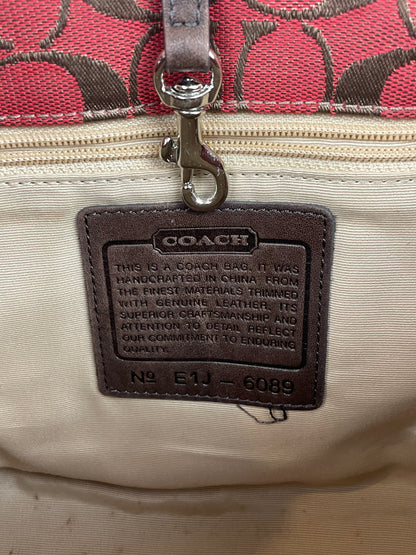 COACH
THIS IS A COACH BAG. IT WAS
HANDCRAFTED IN CHINA FROM
THE FINEST MATERIALS TRIMMED
WITH GENUINE LEATHER. ITS
SUPERIOR CRAFTSMANSHIP AND
ATTENTION TO DETAIL REFLECT
OUR COMMITMENT TO ENDURING
QUALITY.
Nº E1J - 6089